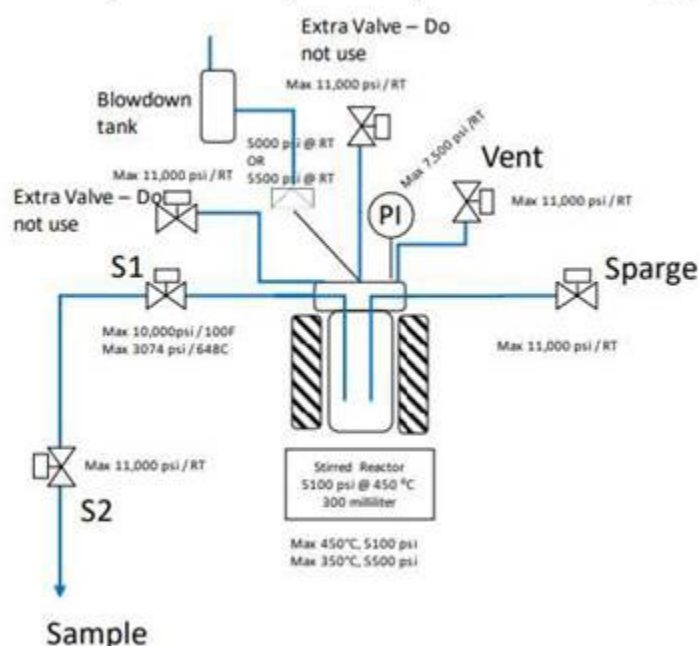 Extra Valve – Do
not use
Max 11,000 psi / RT
Blowdown
tank
5000 psi @ RT
OR
5500 psi @ RT
Max 7,500 psi /RT
PI
Vent
Max 11,000 psi / RT
Max 11,000 psi / RT
Extra Valve – Do
not use
S1
Max 10,000psi / 100F
Max 3074 psi / 648C
Sparge
Max 11,000 psi / RT
Max 11,000 psi / RT
S2
Stirred Reactor
5100 psi @ 450 °C
300 milliliter
Max 450°C, 5100 psi
Max 350°C, 5500 psi
Sample